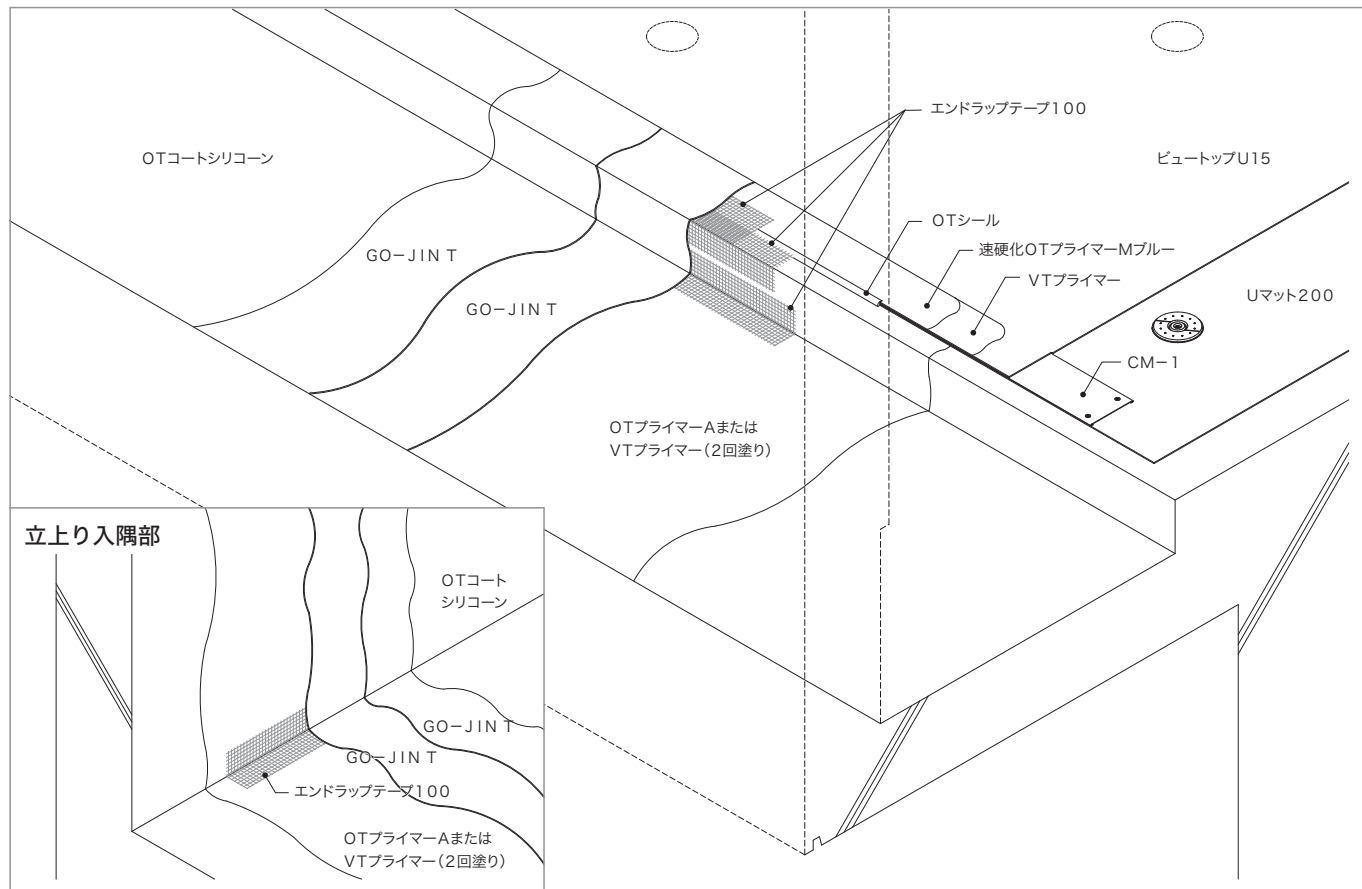 エンドラップテープ100
OTコートシリコーン
ビュートップU15
OTシール
GO-JIN T
速硬化OTプライマーMブルー
VTプライマー
Uマット200
GO-JIN T
CM-1
OTプライマーAまたは
VTプライマー(2回塗り)
立上り入隅部
OTコート
シリコーン
GO-JIN T
GO-JIN T
エンドラップテープ100
OTプライマーAまたは
VTプライマー(2回塗り)